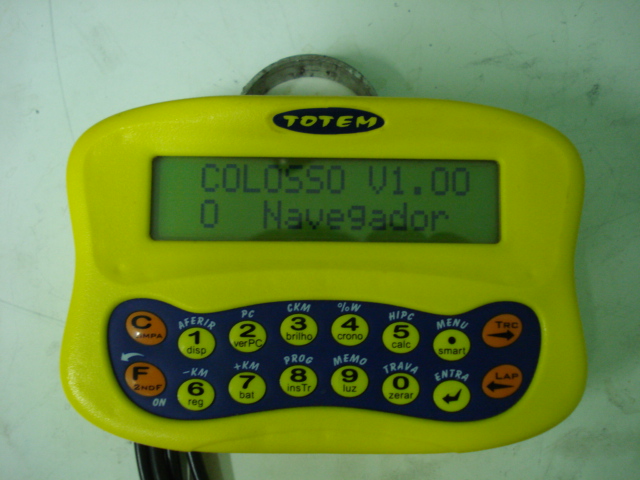 TOTEM
COLOSSO V1.00
0 Navegador
C AFERIR PC CKM %W HIPC MENU TRC
1 2 3 4 5 •
disp verPC brilho crono calc smart
F -KM +KM PROG MEMO TRAVA ENTRA LAP
2NDF 6 7 8 9 0
ON reg bat insTr luz zerar